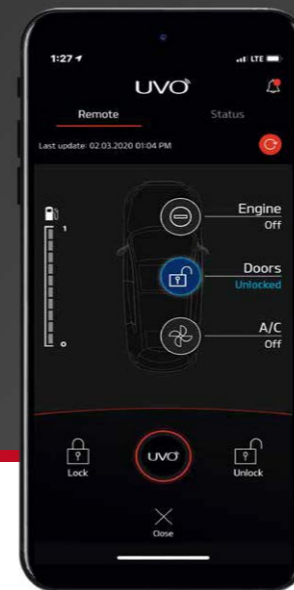 1:27
LTE
UVO
Remote
Status
Last update: 02.03.2020 01:04 PM
Engine
Off
1
Doors
Unlocked
A/C
Off
0
UVO
Lock
Unlock
Close